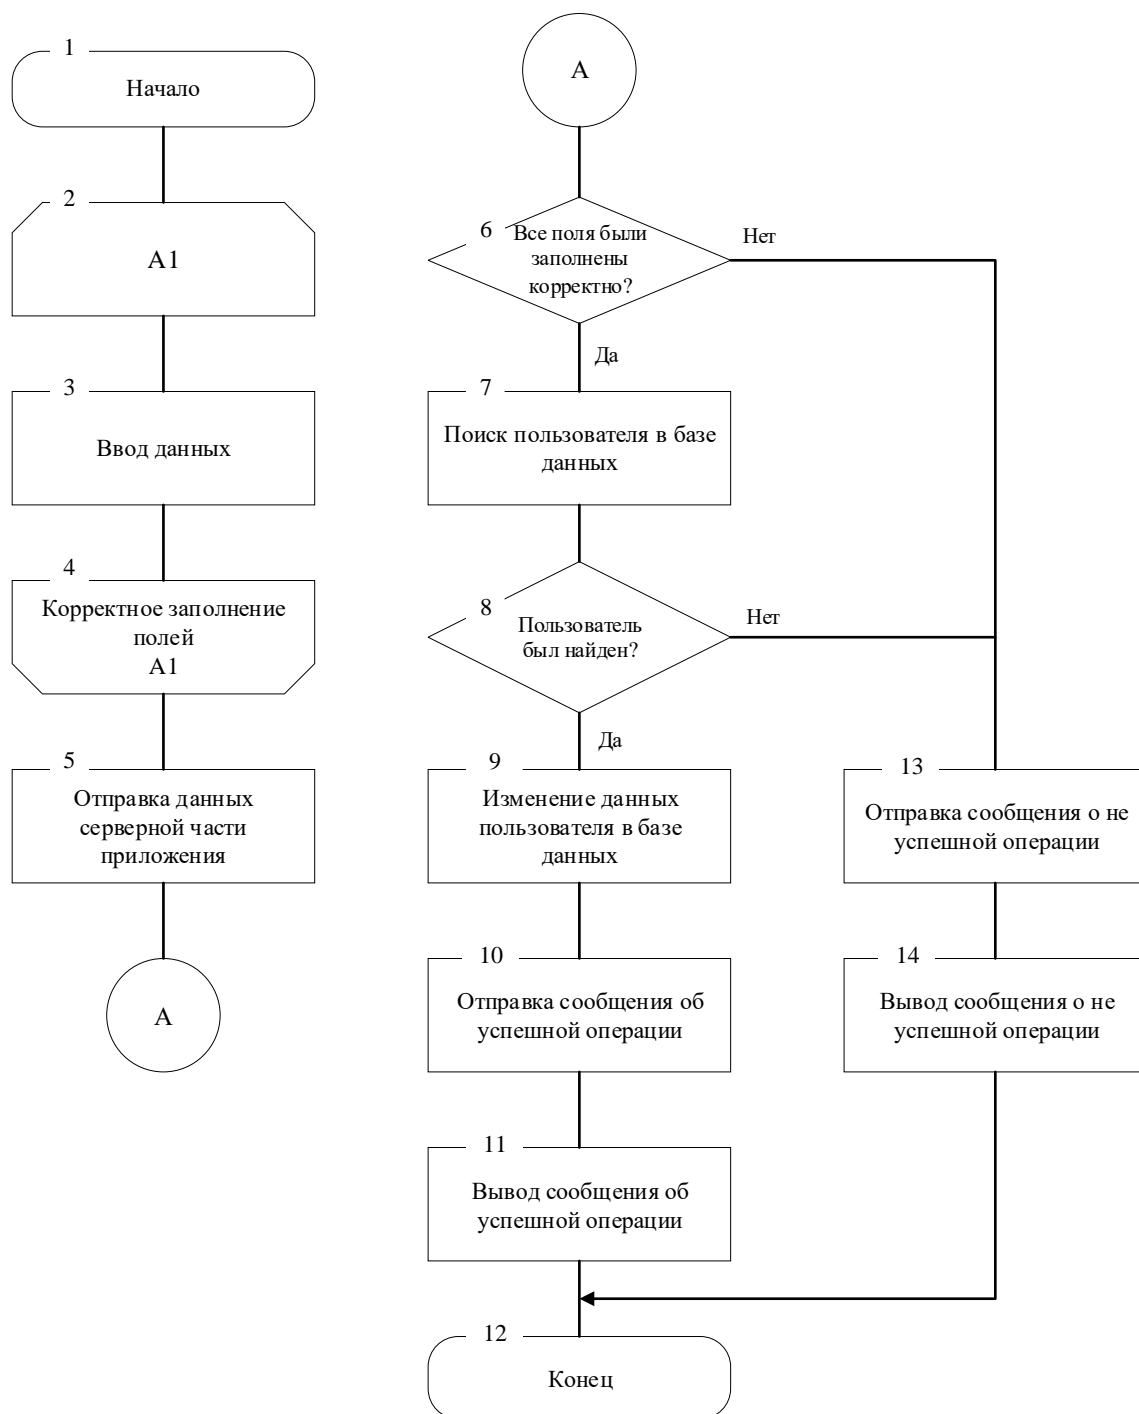 1
Начало
2
А1
3
Ввод данных
4
Корректное заполнение
полей
А1
5
Отправка данных
серверной части
приложения
А
А
6
Все поля были
заполнены
корректно?
Нет
Да
7
Поиск пользователя в базе
данных
8
Пользователь
был найден?
Нет
Да
9
Изменение данных
пользователя в базе
данных
10
Отправка сообщения об
успешной операции
11
Вывод сообщения об
успешной операции
12
Конец
13
Отправка сообщения о не
успешной операции
14
Вывод сообщения о не
успешной операции